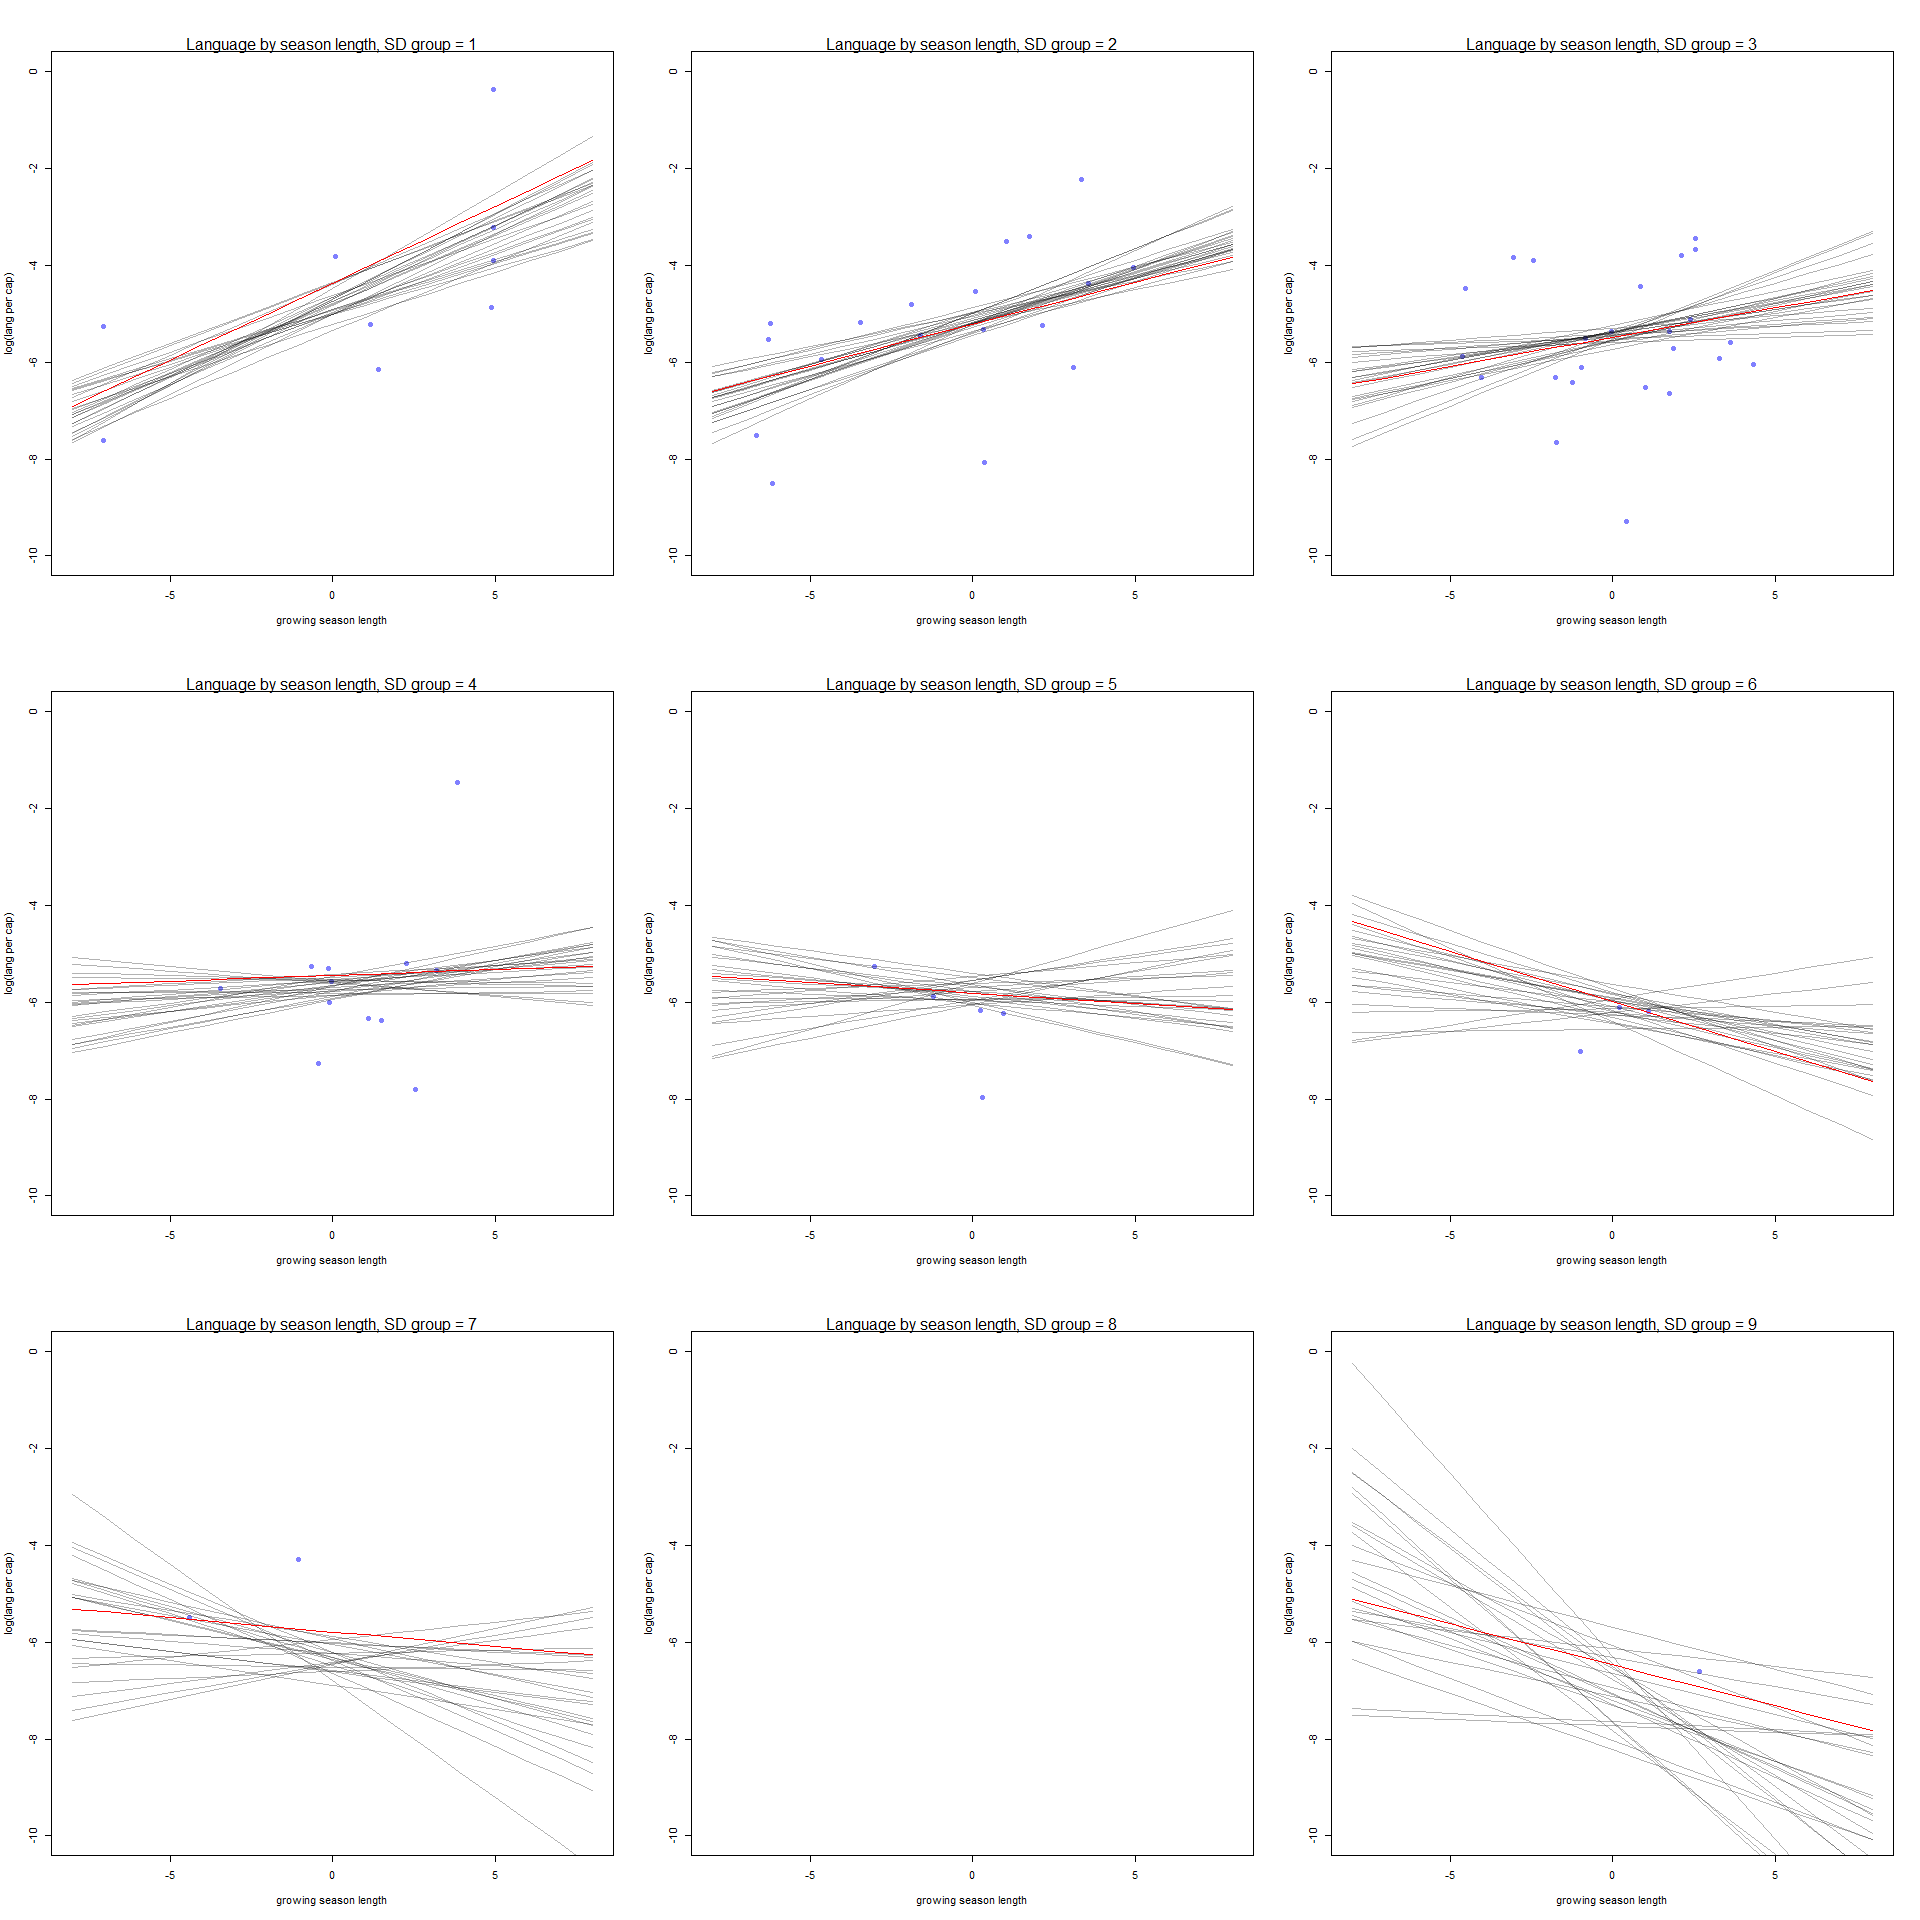 Language by season length, SD group = 1
log(lang per cap)
0
-2
-4
-6
-8
-10
-5 0 5
growing season length
Language by season length, SD group = 2
log(lang per cap)
0
-2
-4
-6
-8
-10
-5 0 5
growing season length
Language by season length, SD group = 3
log(lang per cap)
0
-2
-4
-6
-8
-10
-5 0 5
growing season length
Language by season length, SD group = 4
log(lang per cap)
0
-2
-4
-6
-8
-10
-5 0 5
growing season length
Language by season length, SD group = 5
log(lang per cap)
0
-2
-4
-6
-8
-10
-5 0 5
growing season length
Language by season length, SD group = 6
log(lang per cap)
0
-2
-4
-6
-8
-10
-5 0 5
growing season length
Language by season length, SD group = 7
log(lang per cap)
0
-2
-4
-6
-8
-10
-5 0 5
growing season length
Language by season length, SD group = 8
log(lang per cap)
0
-2
-4
-6
-8
-10
-5 0 5
growing season length
Language by season length, SD group = 9
log(lang per cap)
0
-2
-4
-6
-8
-10
-5 0 5
growing season length